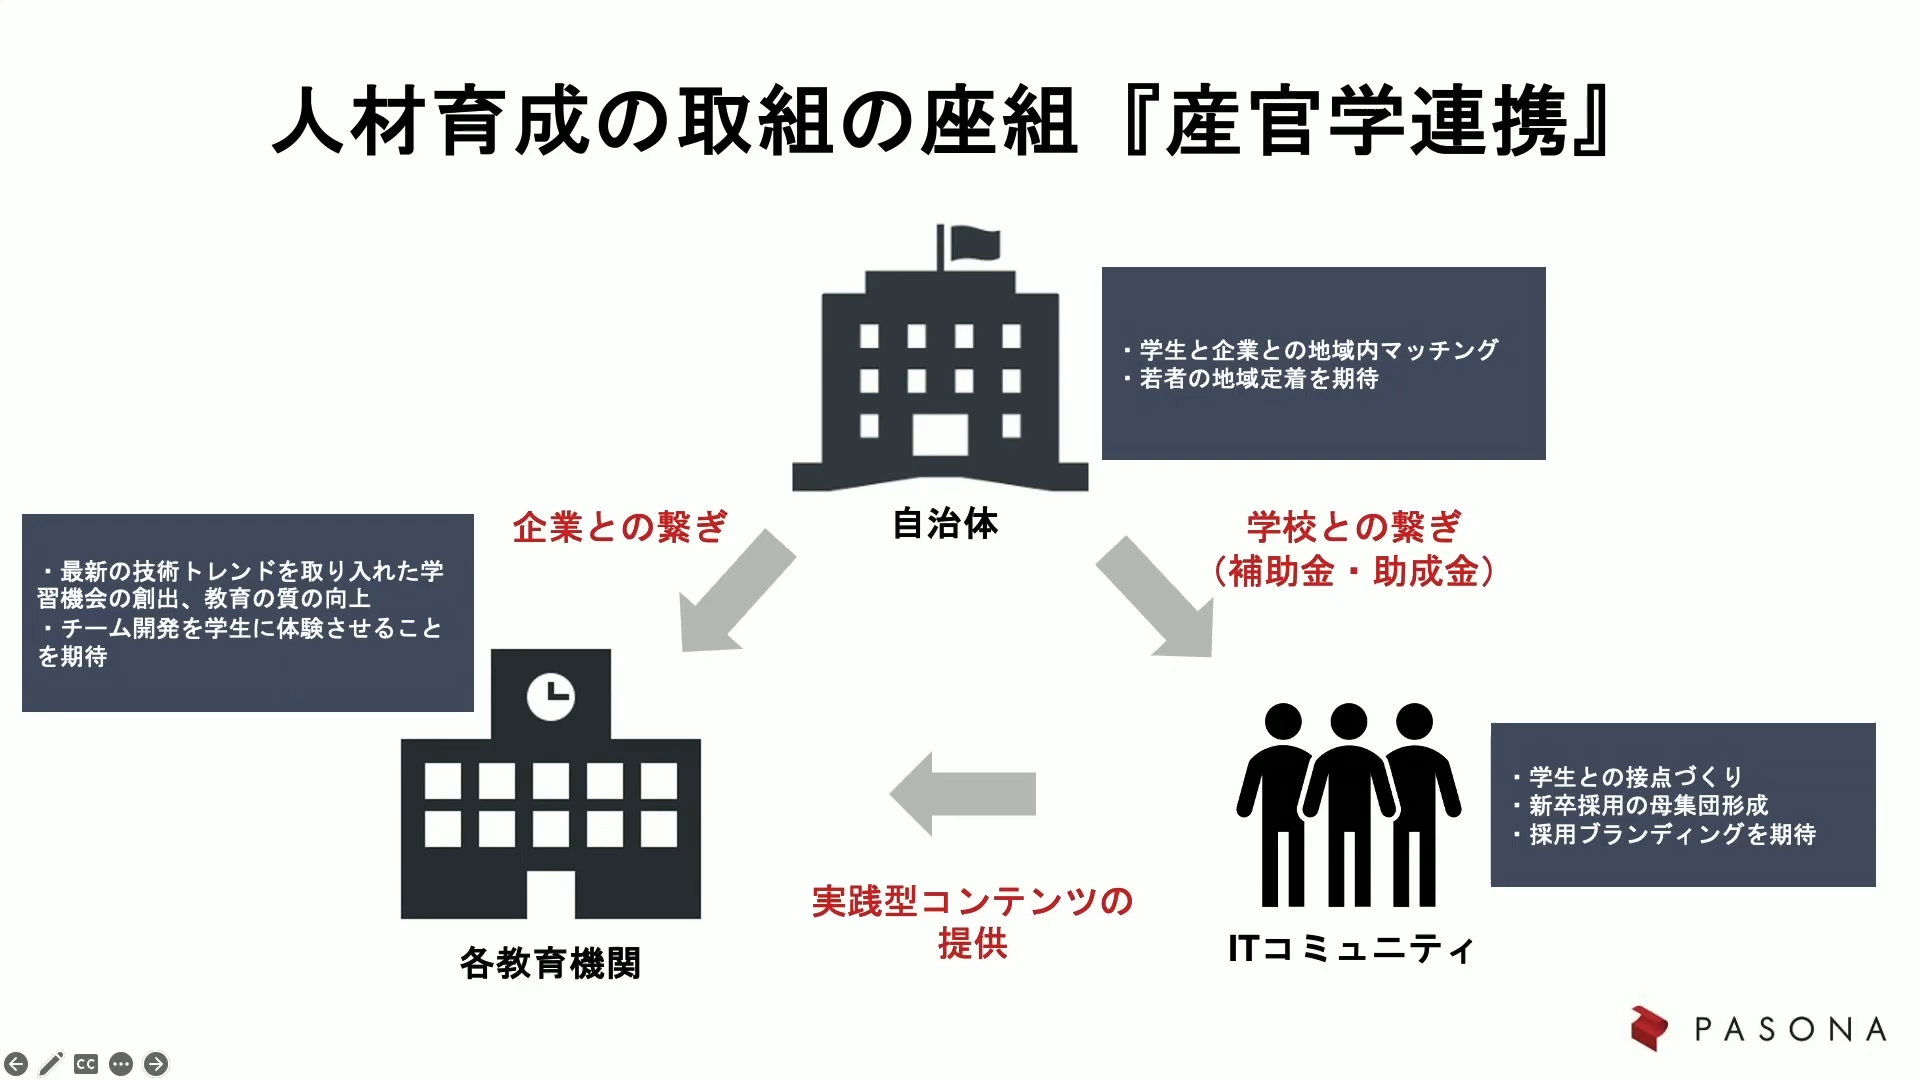 人材育成の取組の座組『産官学連携』
・学生と企業との地域内マッチング
・若者の地域定着を期待
自治体
企業との繋ぎ
学校との繋ぎ
（補助金・助成金）
・最新の技術トレンドを取り入れた学
習機会の創出、教育の質の向上
・チーム開発を学生に体験させること
を期待
・学生との接点づくり
・新卒採用の母集団形成
・採用ブランディングを期待
実践型コンテンツの
提供
各教育機関
ITコミュニティ
PASONA
CC